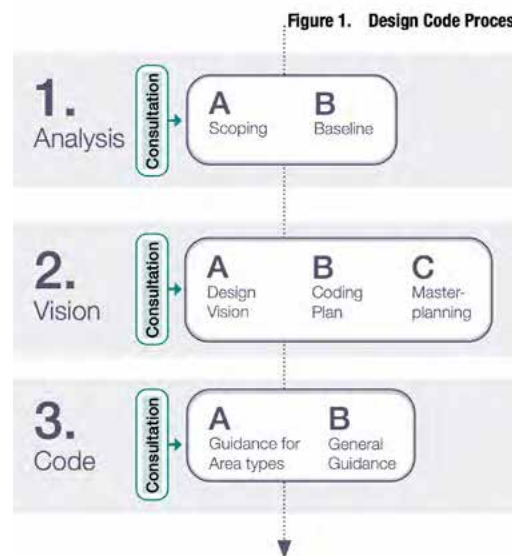 Figure 1. Design Code Proces
1.
Analysis
Consultation
A
Scoping
B
Baseline
2.
Vision
Consultation
A
Design
Vision
B
Coding
Plan
C
Master-
planning
3.
Code
Consultation
A
Guidance for
Area types
B
General
Guidance